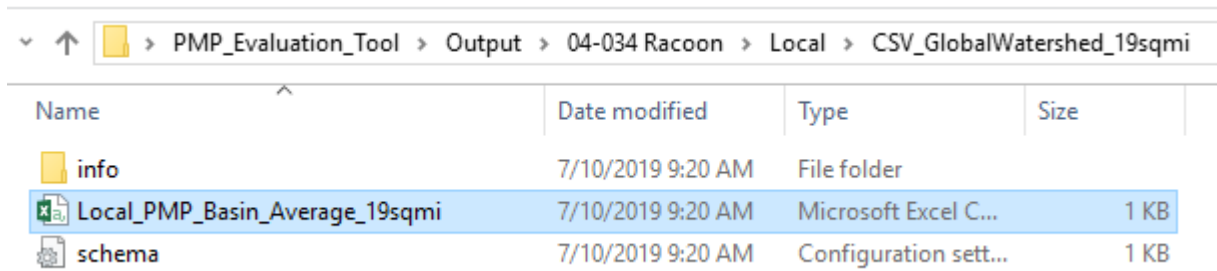 PMP_Evaluation_Tool > Output > 04-034 Racoon > Local > CSV_GlobalWatershed_19sqmi
Name Date modified Type Size
info 7/10/2019 9:20 AM File folder
Local_PMP_Basin_Average_19sqmi 7/10/2019 9:20 AM Microsoft Excel C... 1 KB
schema 7/10/2019 9:20 AM Configuration sett... 1 KB